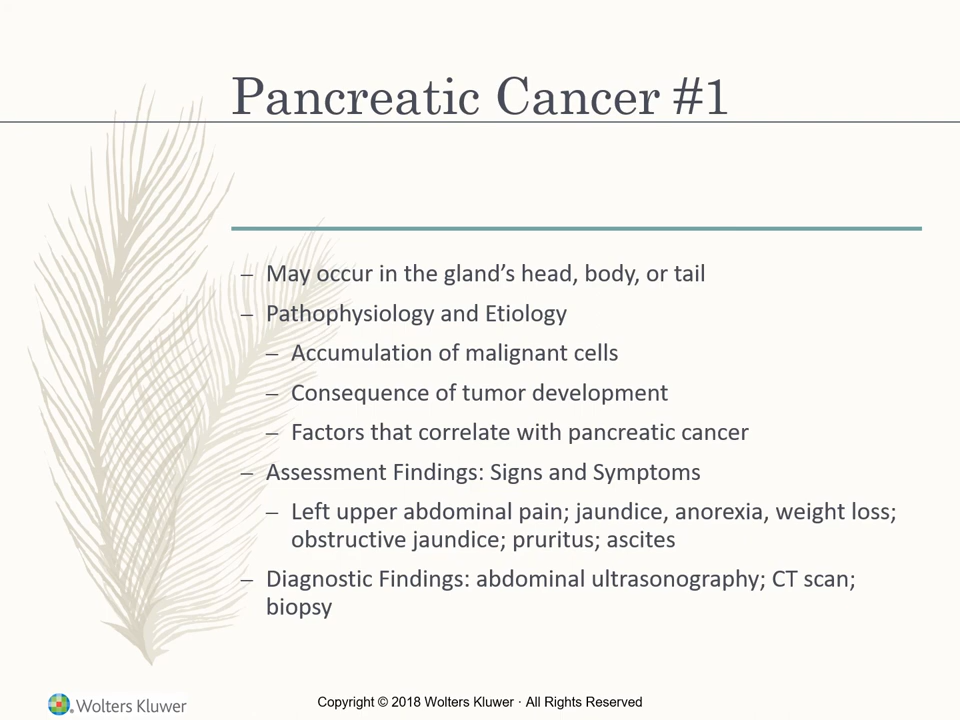 Pancreatic Cancer #1
– May occur in the gland’s head, body, or tail
– Pathophysiology and Etiology
– Accumulation of malignant cells
– Consequence of tumor development
– Factors that correlate with pancreatic cancer
– Assessment Findings: Signs and Symptoms
– Left upper abdominal pain; jaundice, anorexia, weight loss;
obstructive jaundice; pruritus; ascites
– Diagnostic Findings: abdominal ultrasonography; CT scan;
biopsy
Wolters Kluwer
Copyright © 2018 Wolters Kluwer · All Rights Reserved